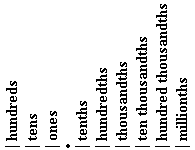 hundreds
tens
ones
.
tenths
hundredths
thousandths
ten thousandths
hundred thousandths
millionths